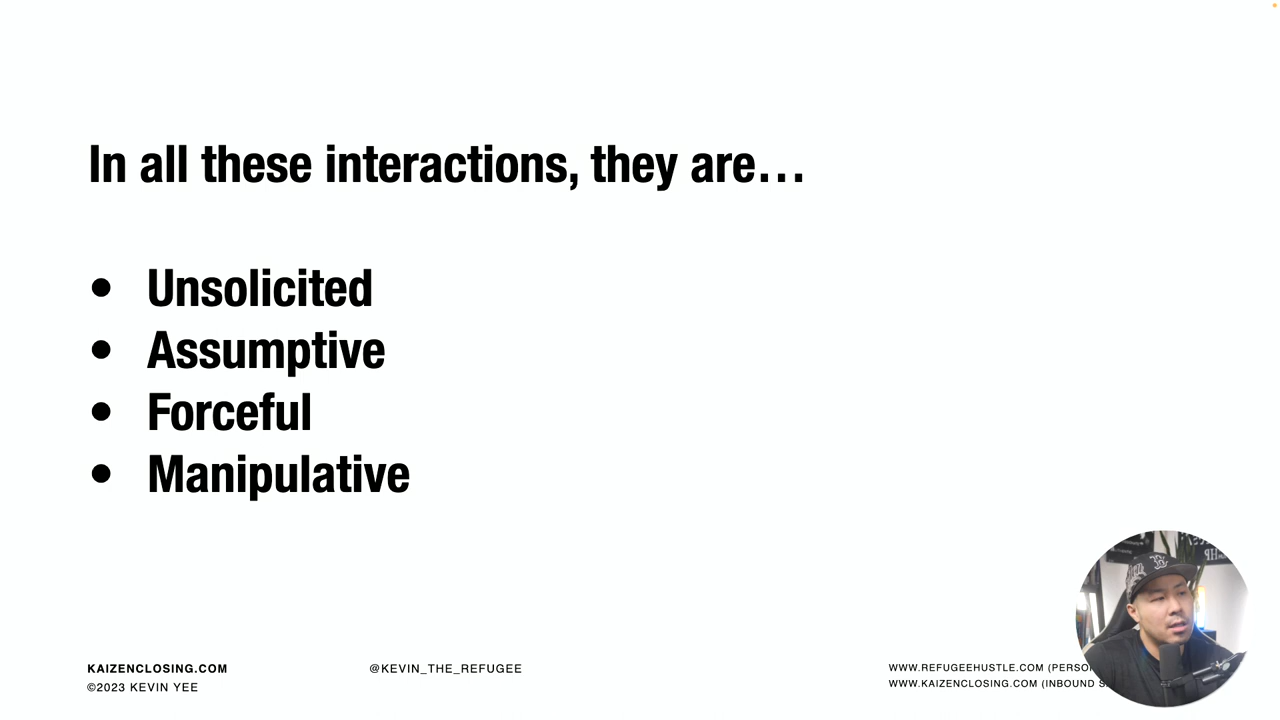 In all these interactions, they are…
• Unsolicited
• Assumptive
• Forceful
• Manipulative
KAIZENCLOSING.COM
©2023 KEVIN YEE
@KEVIN_THE_REFUGEE
WWW.REFUGEEHUSTLE.COM
WWW.KAIZENCLOSING.COM (INBOUND